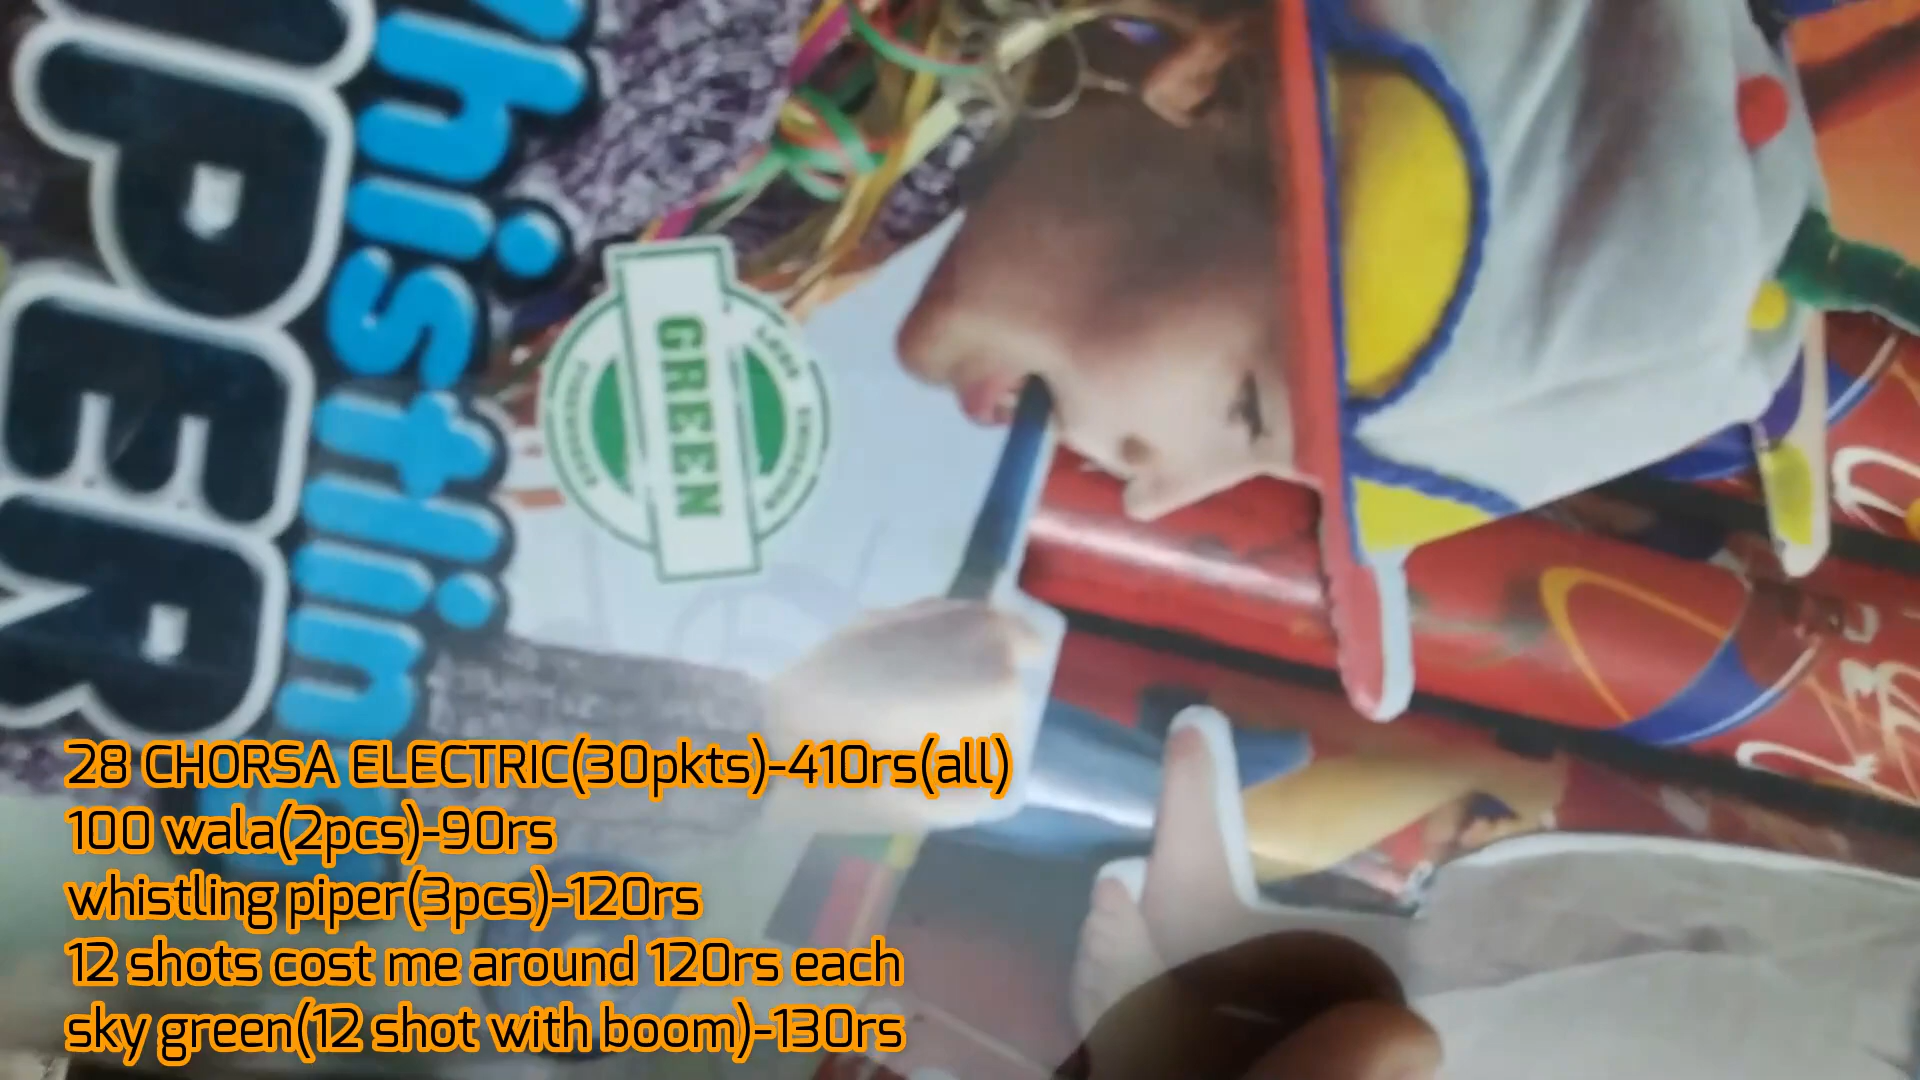 Whistling
PIPER
GREEN
28 CHORSA ELECTRIC(30pkts)-410rs(all)
100 wala(2pcs)-90rs
whistling piper(3pcs)-120rs
12 shots cost me around 120rs each
sky green(12 shot with boom)-130rs